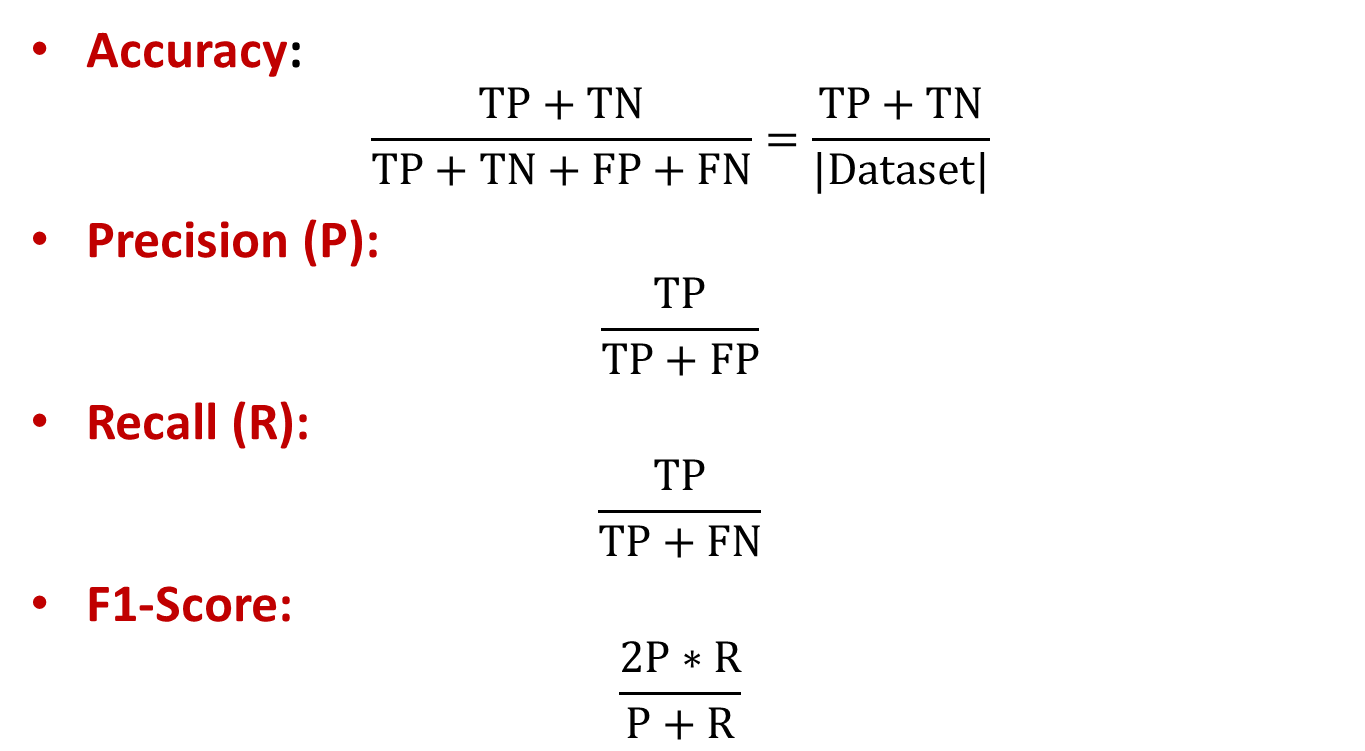 • Accuracy:
TP + TN
TP + TN + FP + FN
=
TP + TN
|Dataset|
• Precision (P):
TP
TP + FP
• Recall (R):
TP
TP + FN
• F1-Score:
2P ∗ R
P + R